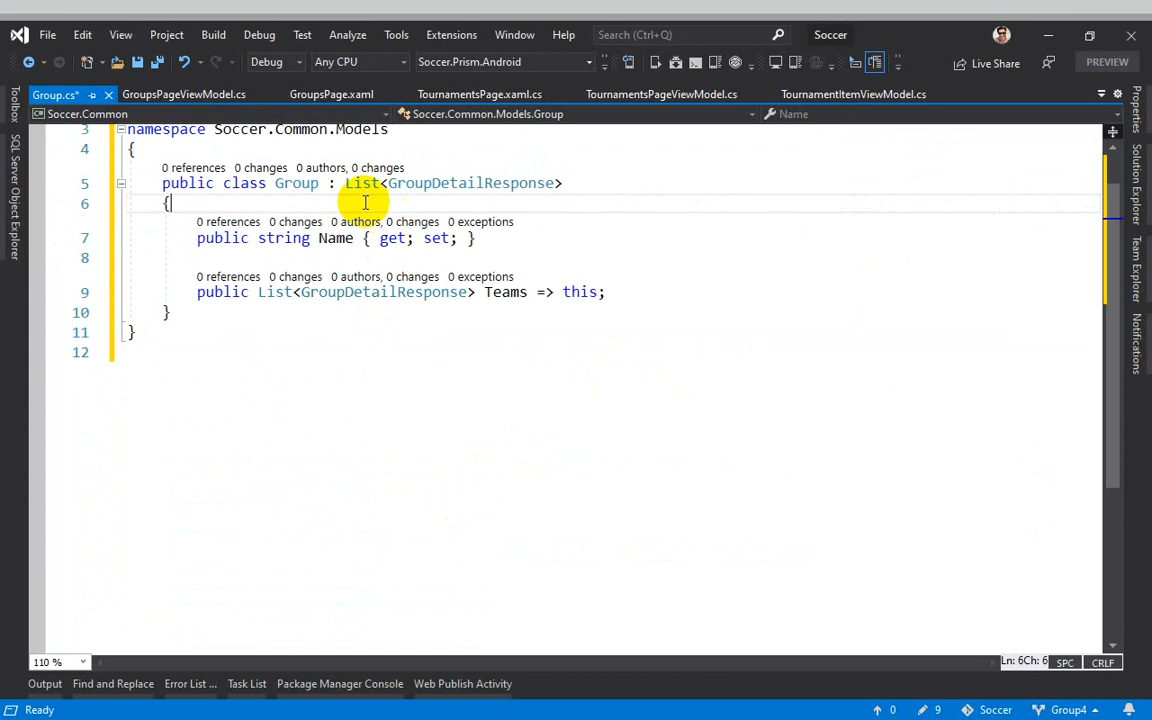 File Edit View Project Build Debug Test Analyze Tools Extensions Window Help Search (Ctrl+Q) Soccer
Debug Any CPU Soccer.Prism.Android Live Share PREVIEW
Group.cs* GroupsPageViewModel.cs GroupsPage.xaml TournamentsPage.xaml.cs TournamentsPageViewModel.cs TournamentItemViewModel.cs
Soccer.Common Soccer.Common.Models.Group Name
3 namespace Soccer.Common.Models
4 {
0 references 0 changes 0 authors, 0 changes
5 public class Group : List<GroupDetailResponse>
6 {
0 references 0 changes 0 authors, 0 changes 0 exceptions
7 public string Name { get; set; }
8
0 references 0 changes 0 authors, 0 changes 0 exceptions
9 public List<GroupDetailResponse> Teams => this;
10 }
11 }
12
Toolbox
SQL Server Object Explorer
Properties
Solution Explorer
Team Explorer
Notifications
110 % Ln: 6 Ch: 6 SPC CRLF
Output Find and Replace Error List ... Task List Package Manager Console Web Publish Activity
Ready 0 9 Soccer Group4